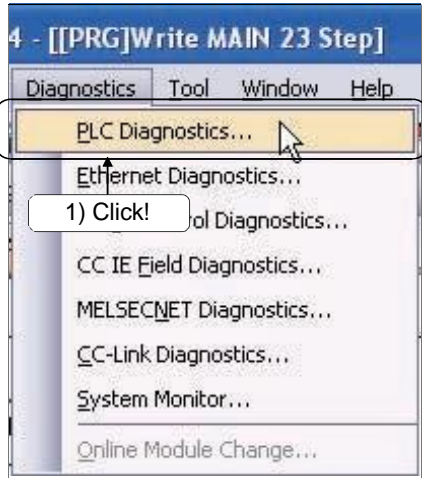 4 - [[PRG]Write MAIN 23 Step]
Diagnostics Tool Window Help
PLC Diagnostics...
Ethernet Diagnostics...
1) Click!
ol Diagnostics...
CC IE Field Diagnostics...
MELSECNET Diagnostics...
CC-Link Diagnostics...
System Monitor...
Online Module Change...